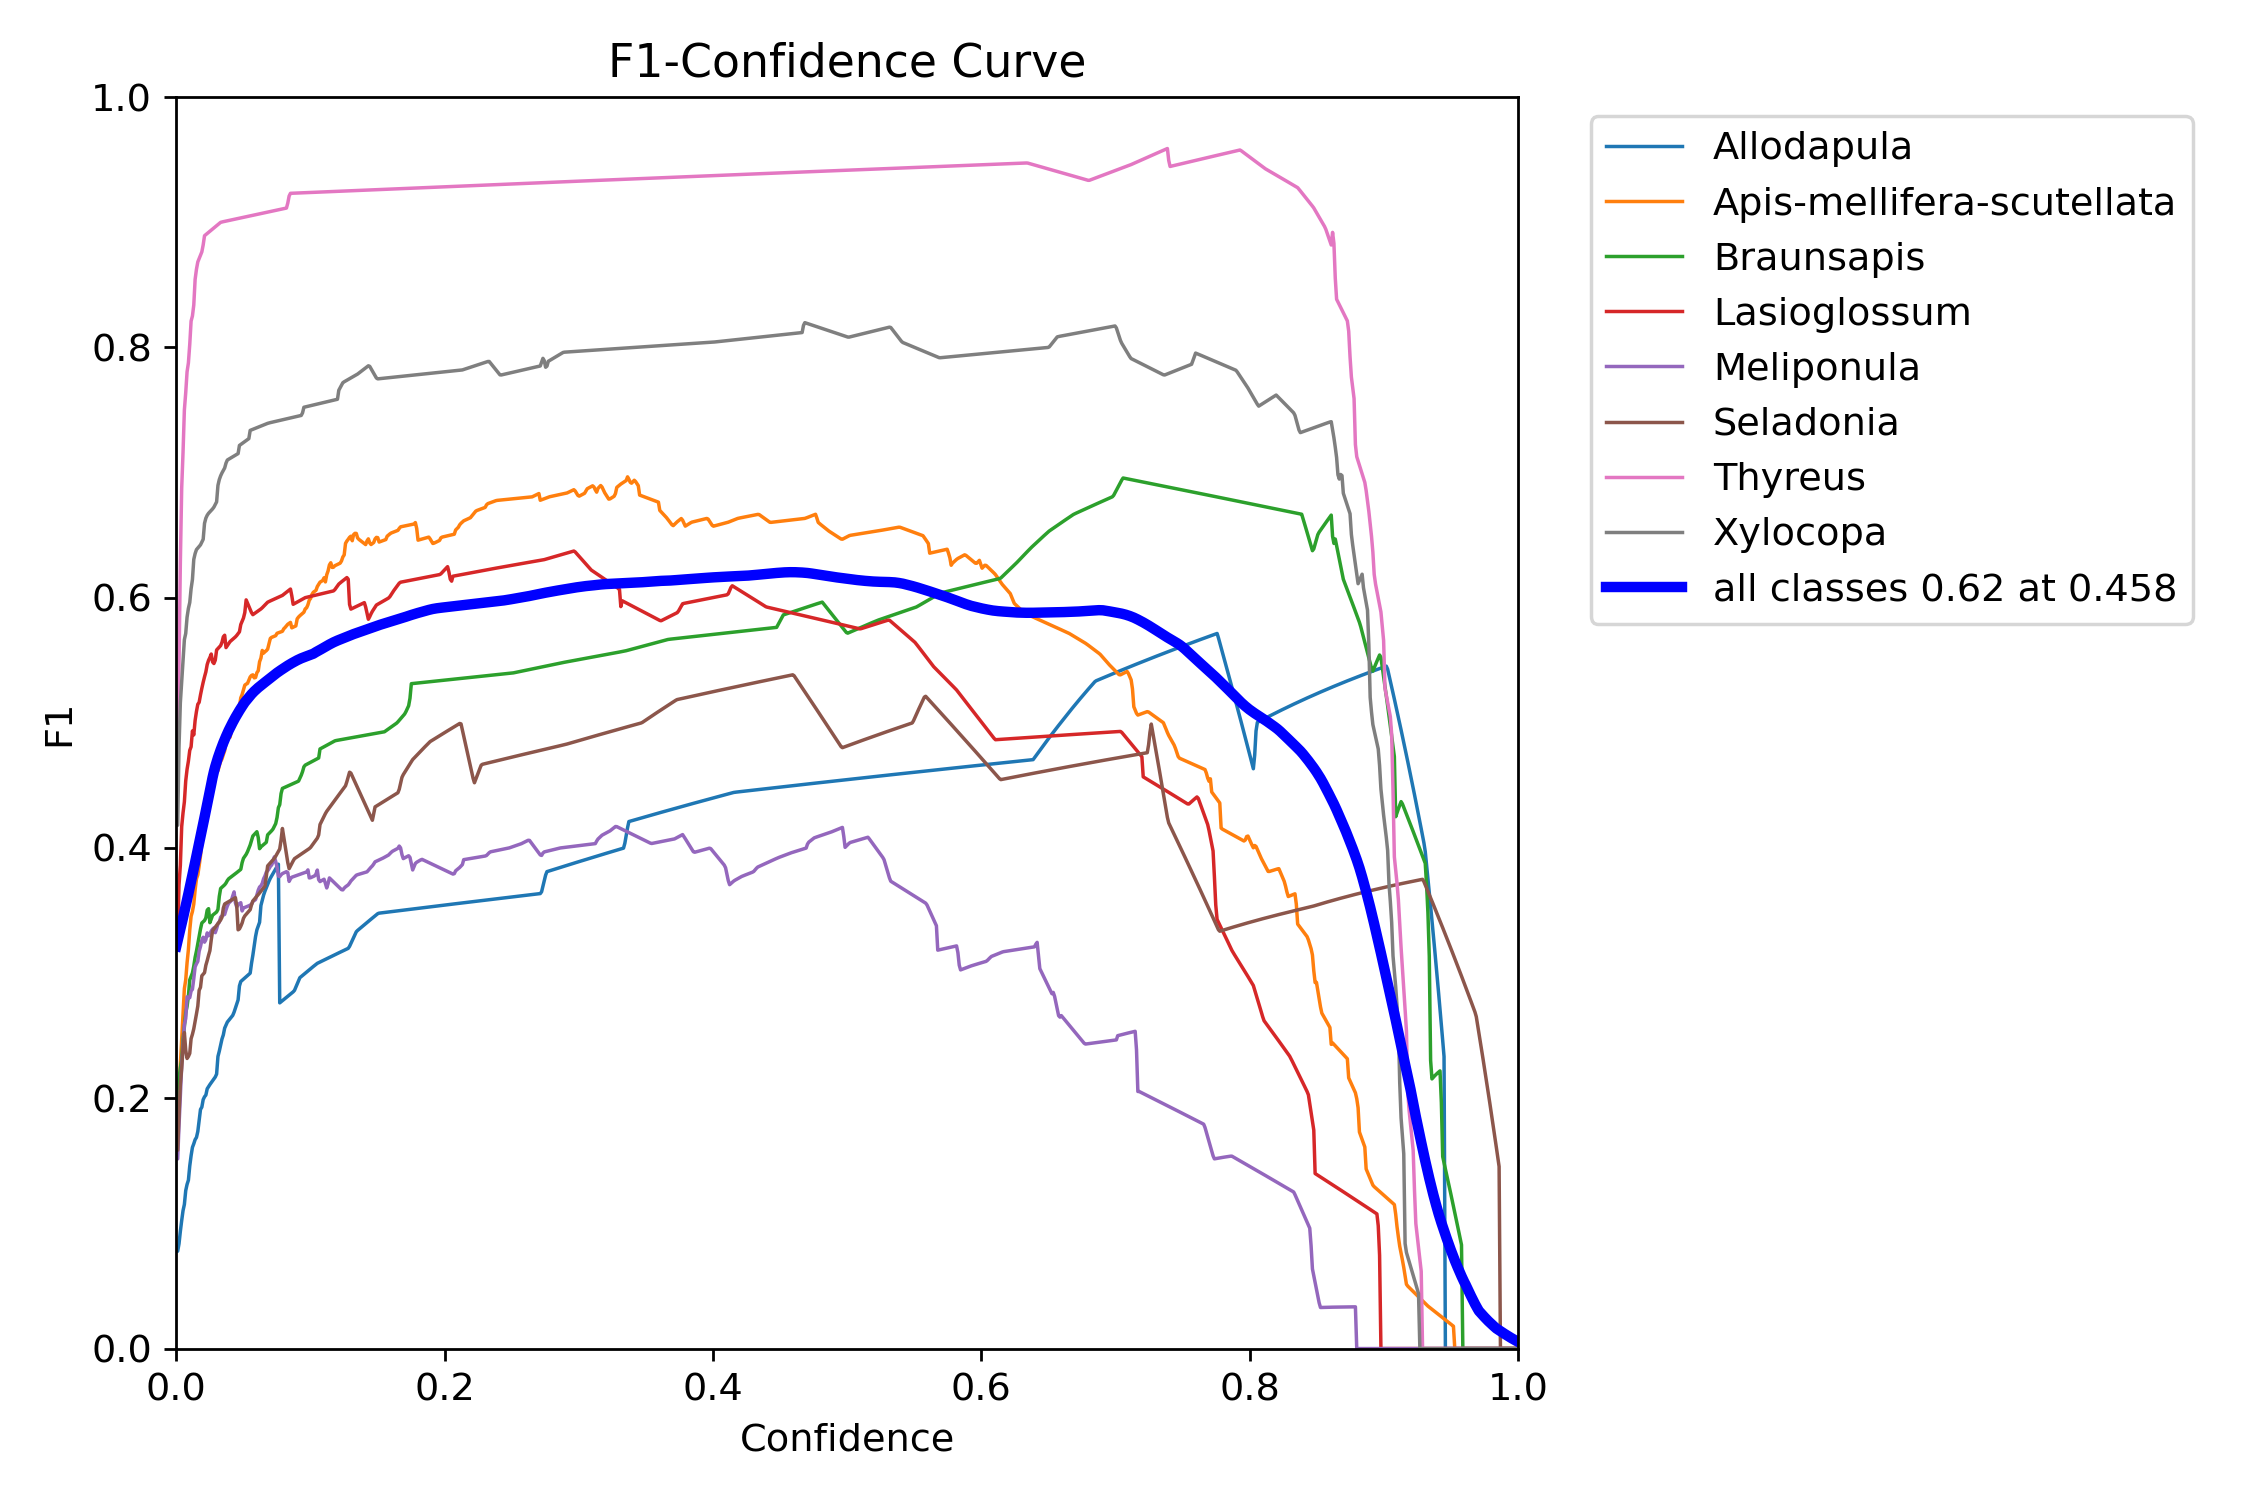 F1-Confidence Curve
1.0
0.8
0.6
0.4
0.2
0.0
F1
0.0 0.2 0.4 0.6 0.8 1.0
Confidence
Allodapula
Apis-mellifera-scutellata
Braunsapis
Lasioglossum
Meliponula
Seladonia
Thyreus
Xylocopa
all classes 0.62 at 0.458